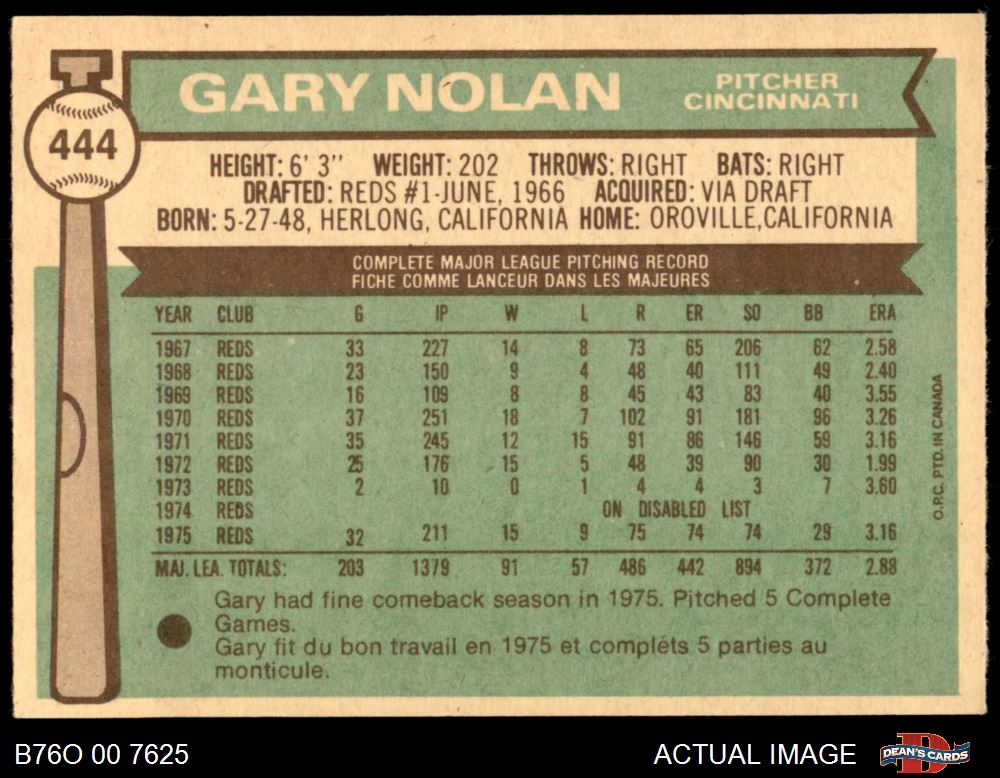 444
GARY NOLAN
PITCHER
CINCINNATI
HEIGHT: 6' 3" WEIGHT: 202 THROWS: RIGHT BATS: RIGHT
DRAFTED: REDS #1-JUNE, 1966 ACQUIRED: VIA DRAFT
BORN: 5-27-48, HERLONG, CALIFORNIA HOME: OROVILLE,CALIFORNIA
COMPLETE MAJOR LEAGUE PITCHING RECORD
FICHE COMME LANCEUR DANS LES MAJEURES
YEAR CLUB G IP W L R ER SO BB ERA
1967 REDS 33 227 14 8 73 65 206 62 2.58
1968 REDS 23 150 9 4 48 40 111 49 2.40
1969 REDS 16 109 8 8 45 43 83 40 3.55
1970 REDS 37 251 18 7 102 91 181 96 3.26
1971 REDS 35 245 12 15 91 86 146 59 3.16
1972 REDS 25 176 15 5 48 39 90 30 1.99
1973 REDS 2 10 0 1 4 4 3 7 3.60
1974 REDS ON DISABLED LIST
1975 REDS 32 211 15 9 75 74 74 29 3.16
MAJ. LEA. TOTALS: 203 1379 91 57 486 442 894 372 2.88
Gary had fine comeback season in 1975. Pitched 5 Complete
Games.
Gary fit du bon travail en 1975 et compléts 5 parties au
monticule.
O.P.C. PTD. IN CANADA
B76O 00 7625
ACTUAL IMAGE
DEAN'S CARDS